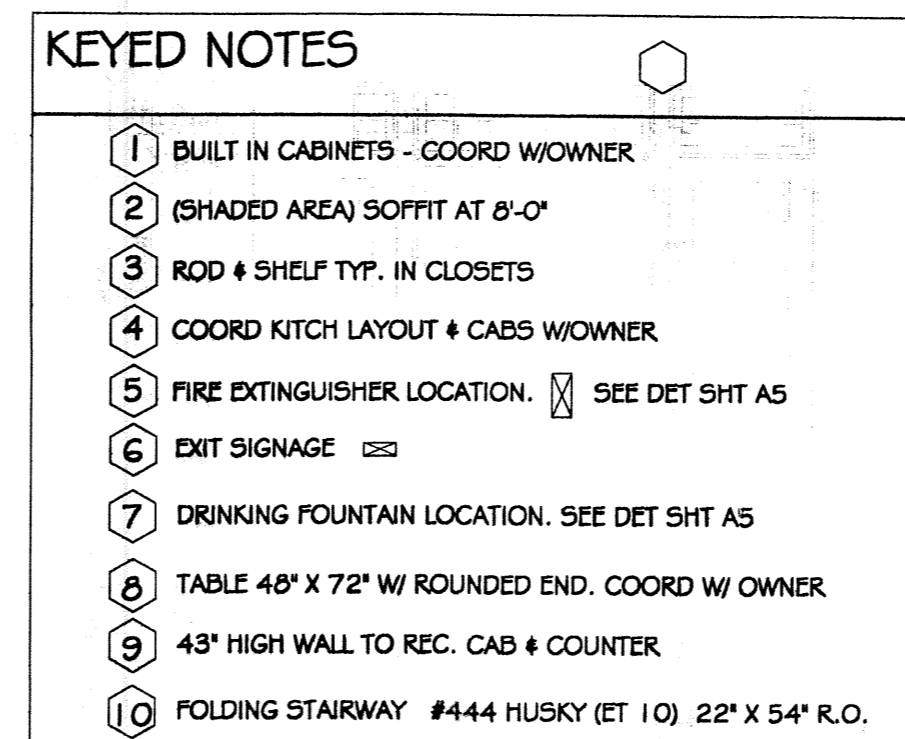 KEYED NOTES
1 BUILT IN CABINETS - COORD W/OWNER
2 (SHADED AREA) SOFFIT AT 8'-0"
3 ROD & SHELF TYP. IN CLOSETS
4 COORD KITCH LAYOUT & CABS W/OWNER
5 FIRE EXTINGUISHER LOCATION. SEE DET SHT A5
6 EXIT SIGNAGE
7 DRINKING FOUNTAIN LOCATION. SEE DET SHT A5
8 TABLE 48" X 72" W/ ROUNDED END. COORD W/ OWNER
9 43" HIGH WALL TO REC. CAB & COUNTER
10 FOLDING STAIRWAY #444 HUSKY (ET 10) 22" X 54" R.O.